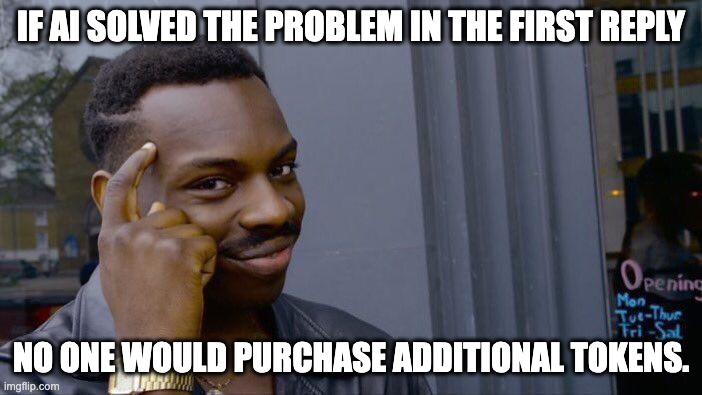 IF AI SOLVED THE PROBLEM IN THE FIRST REPLY
Opening
Mon
Tue-Thur
Fri -Sat
NO ONE WOULD PURCHASE ADDITIONAL TOKENS.
imgflip.com